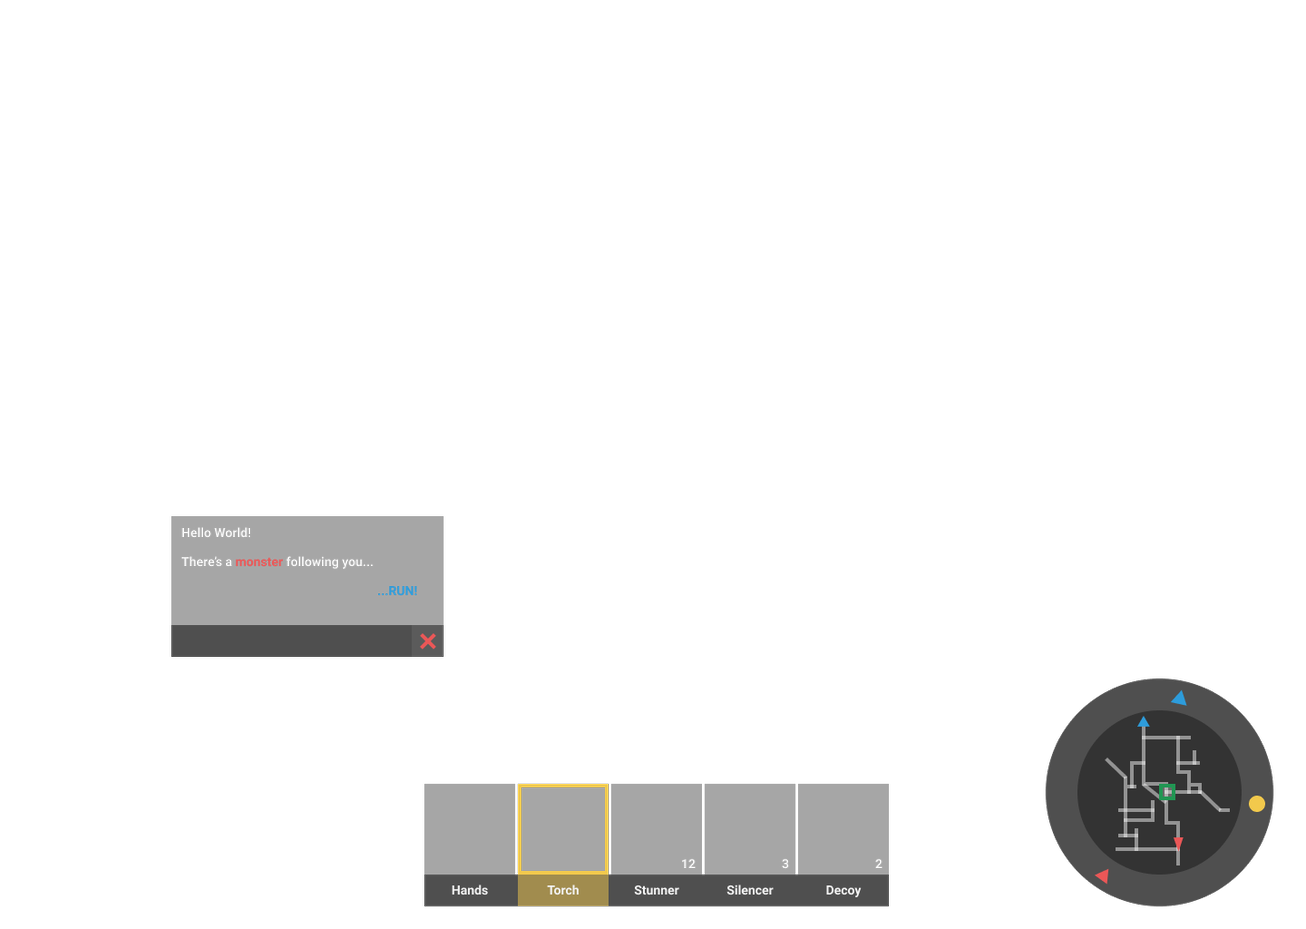 Hello World!
There's a monster following you...
...RUN!
12 3 2
Hands Torch Stunner Silencer Decoy